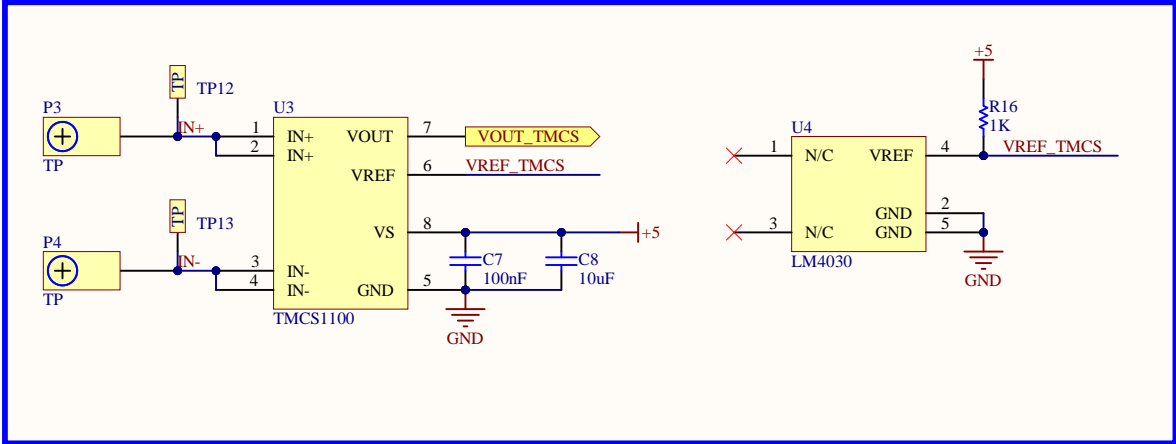 P3
TP
TP
TP12
IN+
U3
1 IN+
2 IN+
VOUT 7 VOUT_TMCS
VREF 6 VREF_TMCS
VS 8 +5
GND 5
3 IN-
4 IN-
TMCS1100
P4
TP
TP
TP13
IN-
C7
100nF
C8
10uF
GND
+5
R16
1K
U4
1 N/C VREF 4 VREF_TMCS
GND 2
3 N/C GND 5
LM4030
GND